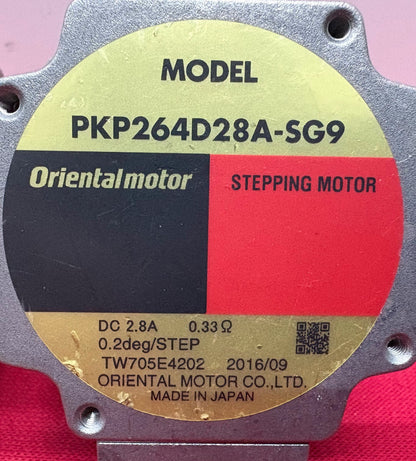 MODEL
PKP264D28A-SG9
Orientalmotor STEPPING MOTOR
DC 2.8A 0.33Ω
0.2deg/STEP
TW705E4202 2016/09
ORIENTAL MOTOR CO.,LTD.
MADE IN JAPAN